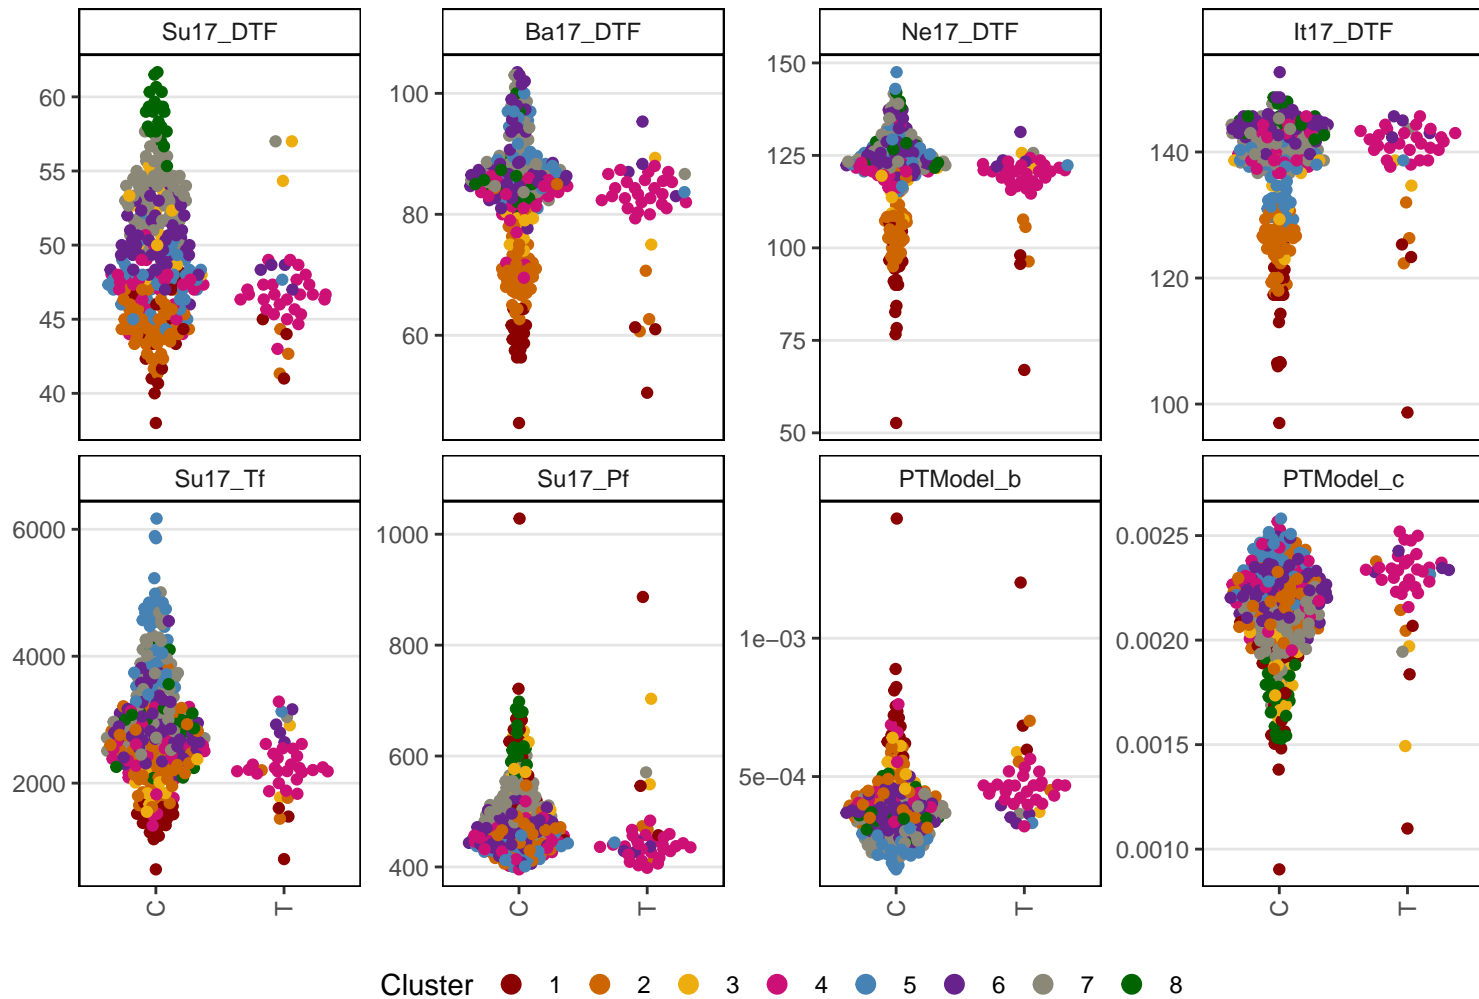 Su17_DTF
Ba17_DTF
Ne17_DTF
It17_DTF
60
55
50
45
40
100
80
60
150
125
100
75
50
140
120
100
Su17_Tf
Su17_Pf
PTModel_b
PTModel_c
6000
4000
2000
1000
800
600
400
1e−03
5e−04
0.0025
0.0020
0.0015
0.0010
C T
C T
C T
C T
Cluster 1 2 3 4 5 6 7 8